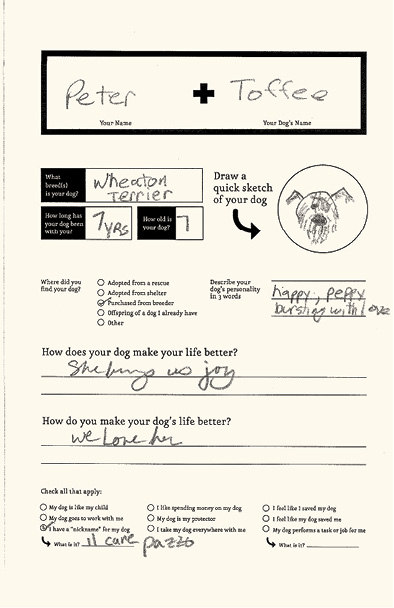 Peter + Toffee
Your Name Your Dog's Name
What breed(s) is your dog? Wheaton Terrier
How long has your dog been with you? 7yrs How old is your dog? 7
Draw a quick sketch of your dog
Where did you find your dog?
Adopted from a rescue
Adopted from shelter
Purchased from breeder
Offspring of a dog I already have
Other
Describe your dog's personality in 3 words
happy, peppy
bursting with love
How does your dog make your life better?
She brings us joy
How do you make your dog's life better?
we love her
Check all that apply:
My dog is like my child
My dog goes to work with me
I have a "nickname" for my dog
What is it? il cane pazzo
I like spending money on my dog
My dog is my protector
I take my dog everywhere with me
I feel like I saved my dog
I feel like my dog saved me
My dog performs a task or job for me
What is it?